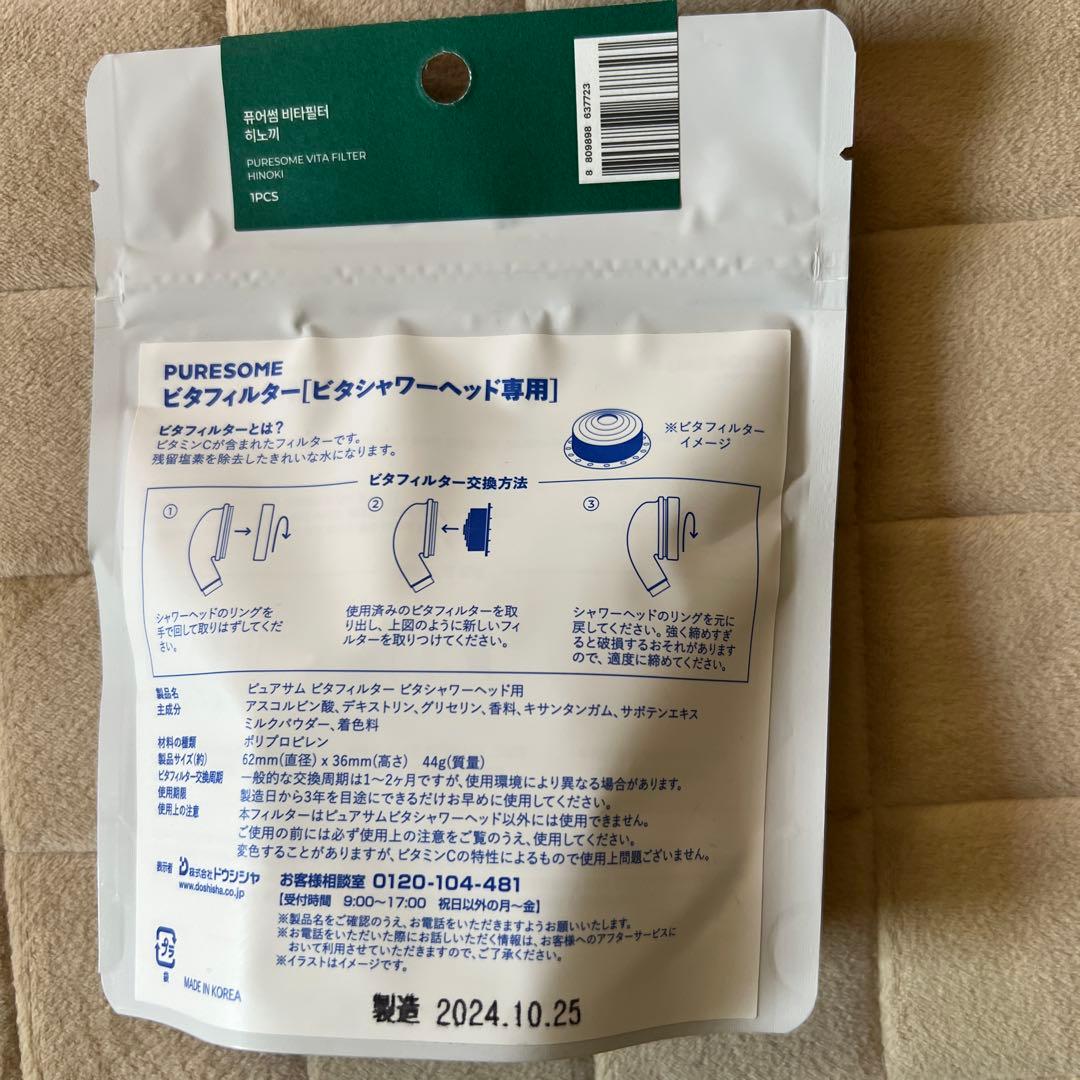 퓨어썸 비타필터
히노끼
PURESOME VITA FILTER
HINOKI
1PCS
8 809898 637723
PURESOME
ビタフィルター[ビタシャワーヘッド専用]
ビタフィルターとは?
ビタミンCが含まれたフィルターです。
残留塩素を除去したきれいな水になります。
※ビタフィルター
イメージ
ビタフィルター交換方法
①
シャワーヘッドのリングを
手で回して取りはずしてくだ
さい。
②
使用済みのビタフィルターを取
り出し、上図のように新しいフィ
ルターを取りつけてください。
③
シャワーヘッドのリングを元に
戻してください。強く締めすぎ
ると破損するおそれがあります
ので、適度に締めてください。
製品名 ピュアサム ビタフィルター ビタシャワーヘッド用
主成分 アスコルビン酸、デキストリン、グリセリン、香料、キサンタンガム、サボテンエキス
ミルクパウダー、着色料
材料の種類 ポリプロピレン
製品サイズ(約) 62mm(直径) x 36mm(高さ) 44g(質量)
ビタフィルター交換周期 一般的な交換周期は1〜2ヶ月ですが、使用環境により異なる場合があります。
使用期限 製造日から3年を目途にできるだけお早めに使用してください。
使用上の注意 本フィルターはピュアサムビタシャワーヘッド以外には使用できません。
ご使用の前には必ず使用上の注意をご覧のうえ、使用してください。
変色することがありますが、ビタミンCの特性によるもので使用上問題ございません。
表示者 株式会社ドウシシャ
www.doshisha.co.jp
お客様相談室 0120-104-481
【受付時間 9:00〜17:00 祝日以外の月〜金】
※製品名をご確認のうえ、お電話をいただきますようお願いいたします。
※お電話をいただいた際にお話しいただく情報は、お客様へのアフターサービスに
おいて利用させていただきますので、ご了承ください。
※イラストはイメージです。
プラ
袋
MADE IN KOREA
製造 2024.10.25